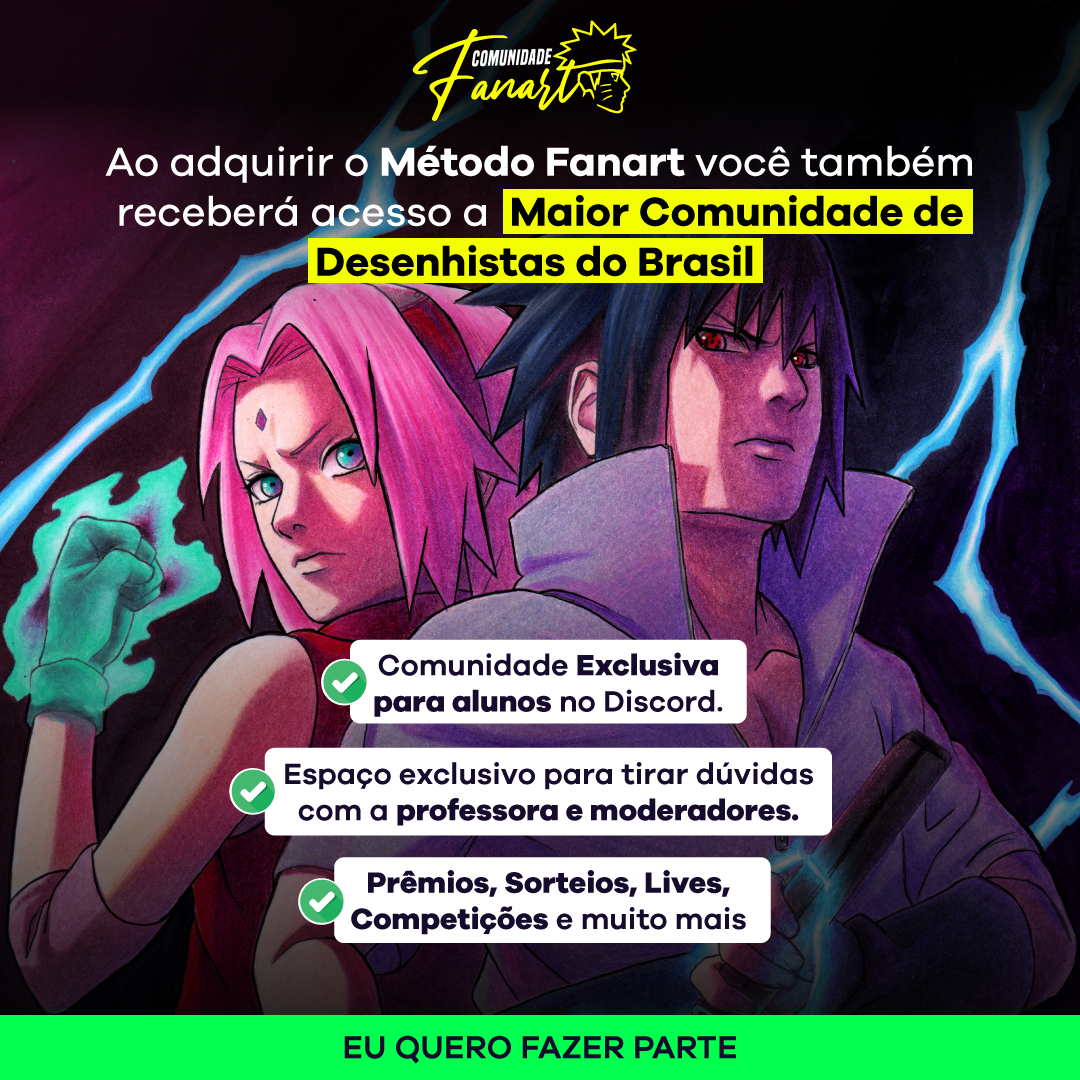 COMUNIDADE
Fanart
Ao adquirir o Método Fanart você também
receberá acesso a Maior Comunidade de
Desenhistas do Brasil
Comunidade Exclusiva
para alunos no Discord.
Espaço exclusivo para tirar dúvidas
com a professora e moderadores.
Prêmios, Sorteios, Lives,
Competições e muito mais
EU QUERO FAZER PARTE